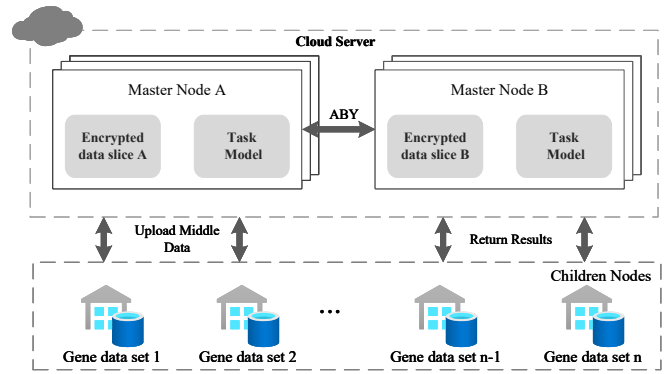 Cloud Server
Master Node A
Encrypted
data slice A
Task
Model
ABY
Master Node B
Encrypted
data slice B
Task
Model
Upload Middle
Data
Return Results
Children Nodes
...
Gene data set 1
Gene data set 2
Gene data set n-1
Gene data set n